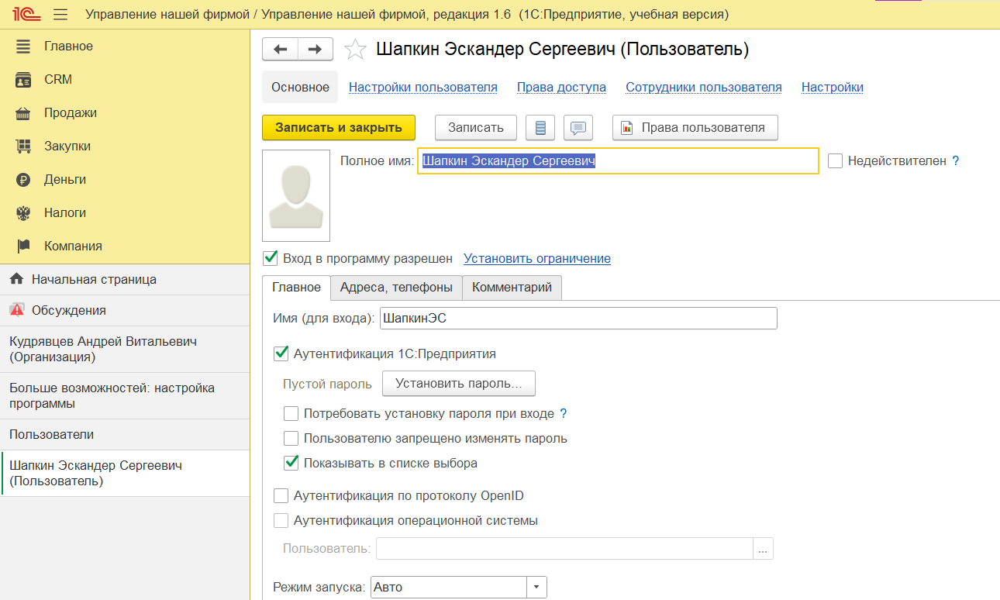 1С Управление нашей фирмой / Управление нашей фирмой, редакция 1.6 (1С:Предприятие, учебная версия)
Главное
CRM
Продажи
Закупки
Деньги
Налоги
Компания
Начальная страница
Обсуждения
Кудрявцев Андрей Витальевич
(Организация)
Больше возможностей: настройка
программы
Пользователи
Шапкин Эскандер Сергеевич
(Пользователь)
Шапкин Эскандер Сергеевич (Пользователь)
Основное Настройки пользователя Права доступа Сотрудники пользователя Настройки
Записать и закрыть Записать Права пользователя
Полное имя: Шапкин Эскандер Сергеевич Недействителен ?
Вход в программу разрешен Установить ограничение
Главное Адреса, телефоны Комментарий
Имя (для входа): ШапкинЭС
Аутентификация 1С:Предприятия
Пустой пароль Установить пароль...
Потребовать установку пароля при входе ?
Пользователю запрещено изменять пароль
Показывать в списке выбора
Аутентификация по протоколу OpenID
Аутентификация операционной системы
Пользователь: ...
Режим запуска: Авто